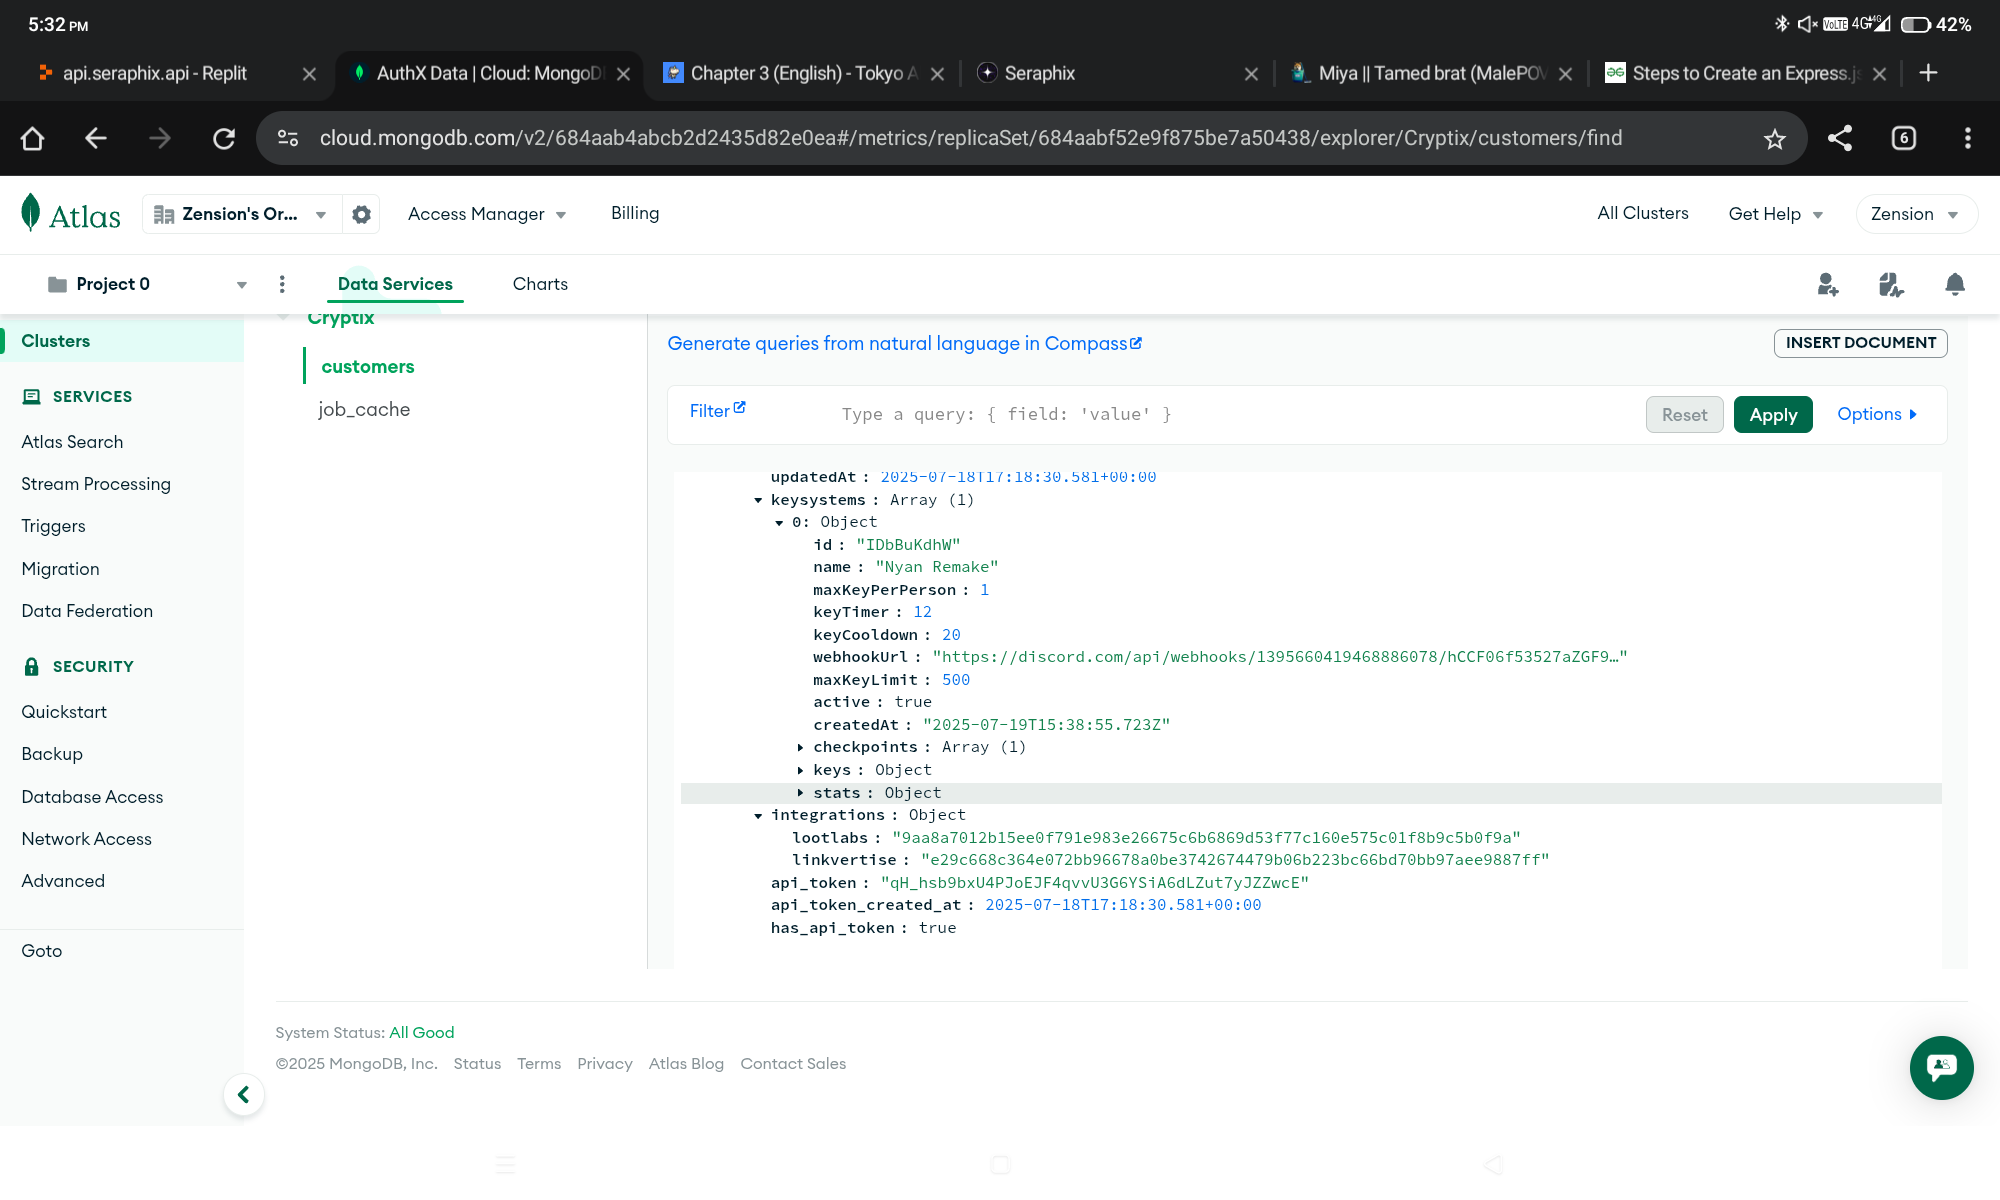 5:32 PM
VoLTE 4G 4G 42%
api.seraphix.api - Replit
AuthX Data | Cloud: MongoDB
Chapter 3 (English) - Tokyo A
Seraphix
Miya || Tamed brat (MalePOV
Steps to Create an Express.js
cloud.mongodb.com/v2/684aab4abcb2d2435d82e0ea#/metrics/replicaSet/684aabf52e9f875be7a50438/explorer/Cryptix/customers/find
6
Atlas
Zension's Or...
Access Manager
Billing
All Clusters
Get Help
Zension
Project 0
Data Services
Charts
Clusters
SERVICES
Atlas Search
Stream Processing
Triggers
Migration
Data Federation
SECURITY
Quickstart
Backup
Database Access
Network Access
Advanced
Goto
Cryptix
customers
job_cache
Generate queries from natural language in Compass
INSERT DOCUMENT
Filter
Type a query: { field: 'value' }
Reset
Apply
Options
updatedAt : 2025-07-18T17:18:30.581+00:00
keysystems : Array (1)
0: Object
id : "IDbBuKdhW"
name : "Nyan Remake"
maxKeyPerPerson : 1
keyTimer : 12
keyCooldown : 20
webhookUrl : "https://discord.com/api/webhooks/1395660419468886078/hCCF06f53527aZGF9…"
maxKeyLimit : 500
active : true
createdAt : "2025-07-19T15:38:55.723Z"
checkpoints : Array (1)
keys : Object
stats : Object
integrations : Object
lootlabs : "9aa8a7012b15ee0f791e983e26675c6b6869d53f77c160e575c01f8b9c5b0f9a"
linkvertise : "e29c668c364e072bb96678a0be3742674479b06b223bc66bd70bb97aee9887ff"
api_token : "qH_hsb9bxU4PJoEJF4qvvU3G6YSiA6dLZut7yJZZwcE"
api_token_created_at : 2025-07-18T17:18:30.581+00:00
has_api_token : true
System Status: All Good
©2025 MongoDB, Inc. Status Terms Privacy Atlas Blog Contact Sales